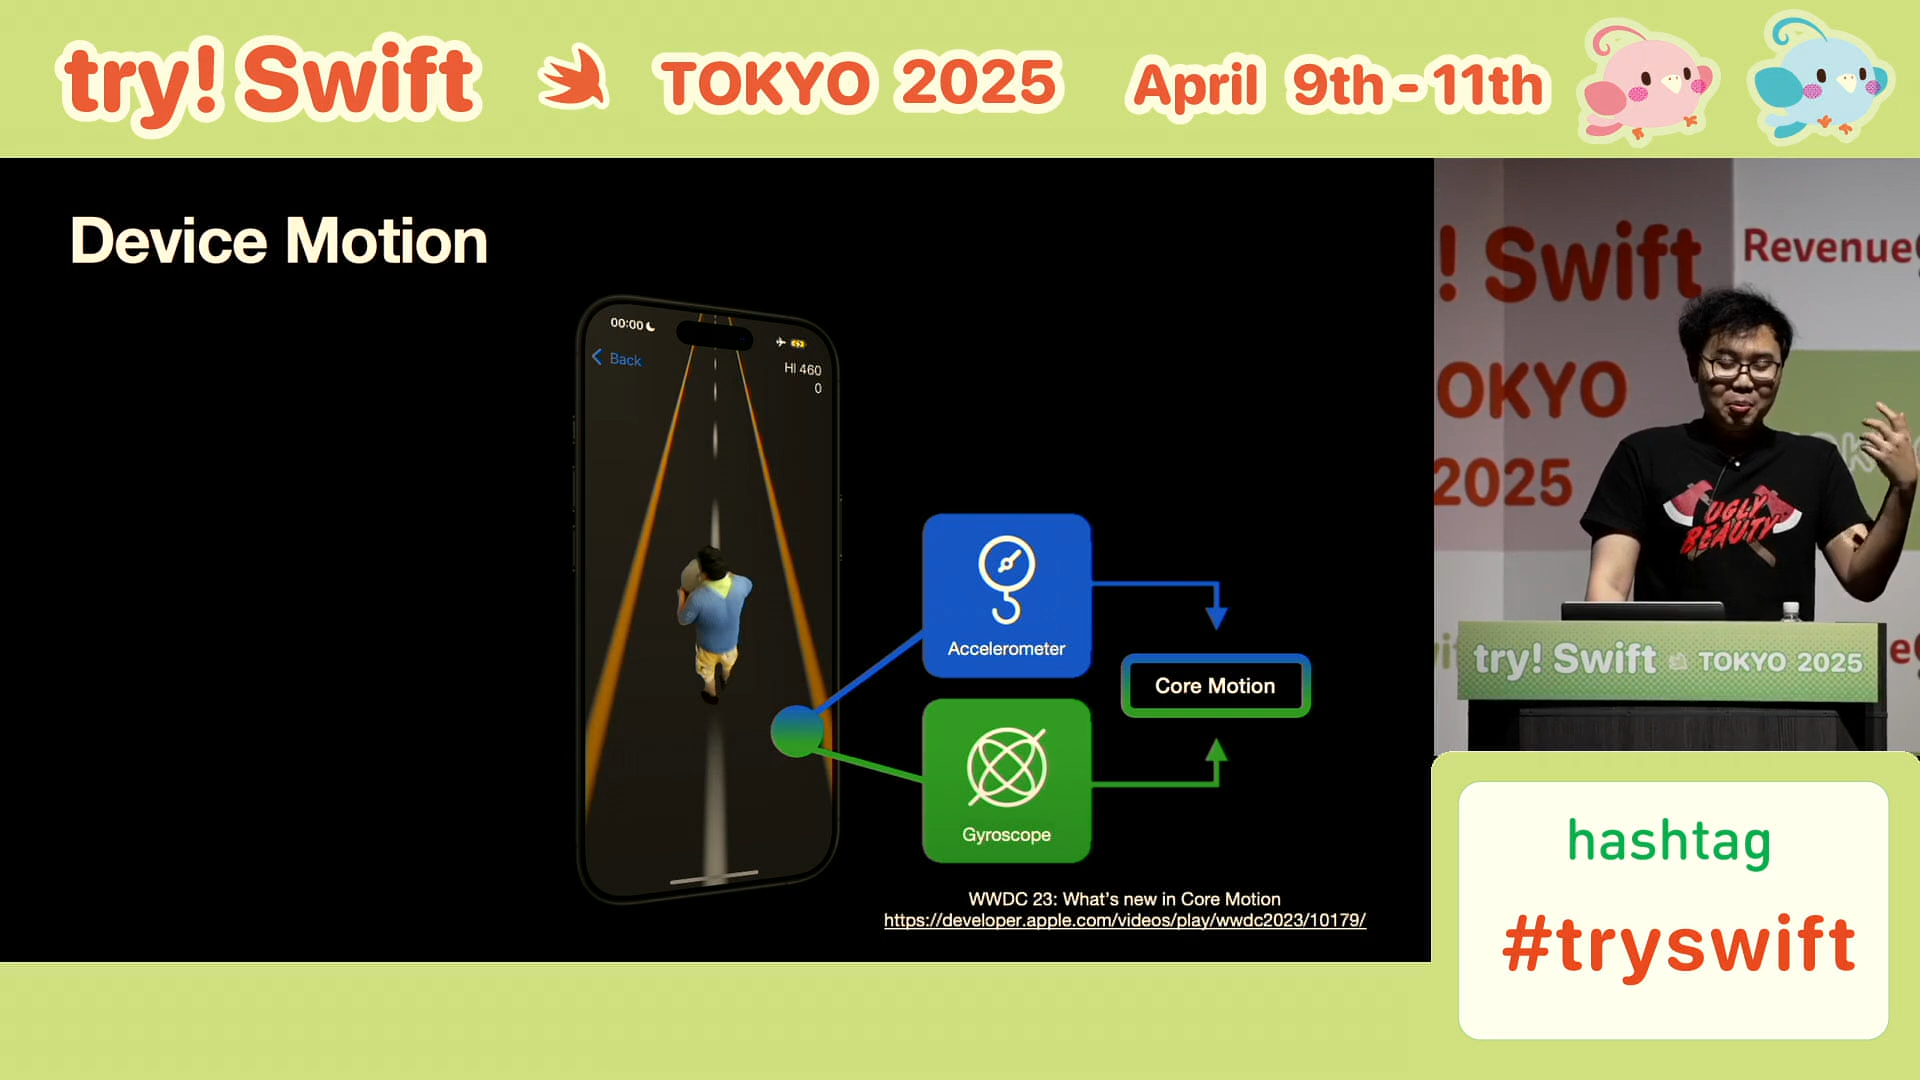 try! Swift TOKYO 2025 April 9th-11th
Device Motion
00:00
Back
HI 460
0
Accelerometer
Core Motion
Gyroscope
WWDC 23: What's new in Core Motion
https://developer.apple.com/videos/play/wwdc2023/10179/
! Swift
Revenue
OKYO
2025
UGLY
BEAUTY
try! Swift TOKYO 2025
hashtag
#tryswift